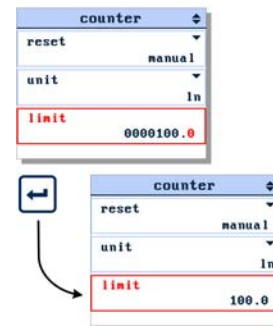 counter
reset
manual
unit
ln
limit
0000100.0
counter
reset
manual
unit
ln
limit
100.0